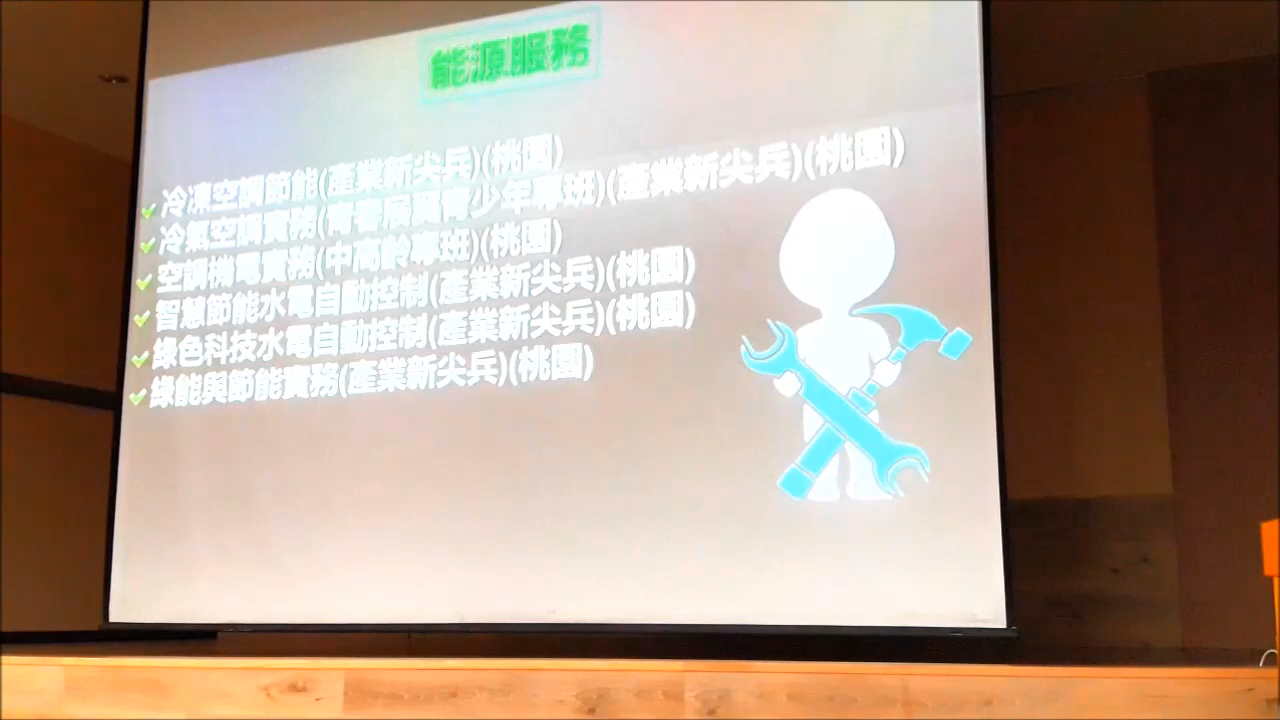 能源服務
冷凍空調節能(產業新尖兵)(桃園)
冷氣空調實務(青春展翼青少年專班)(產業新尖兵)(桃園)
空調機電實務(中高齡專班)(桃園)
智慧節能水電自動控制(產業新尖兵)(桃園)
綠色科技水電自動控制(產業新尖兵)(桃園)
綠能與節能實務(產業新尖兵)(桃園)